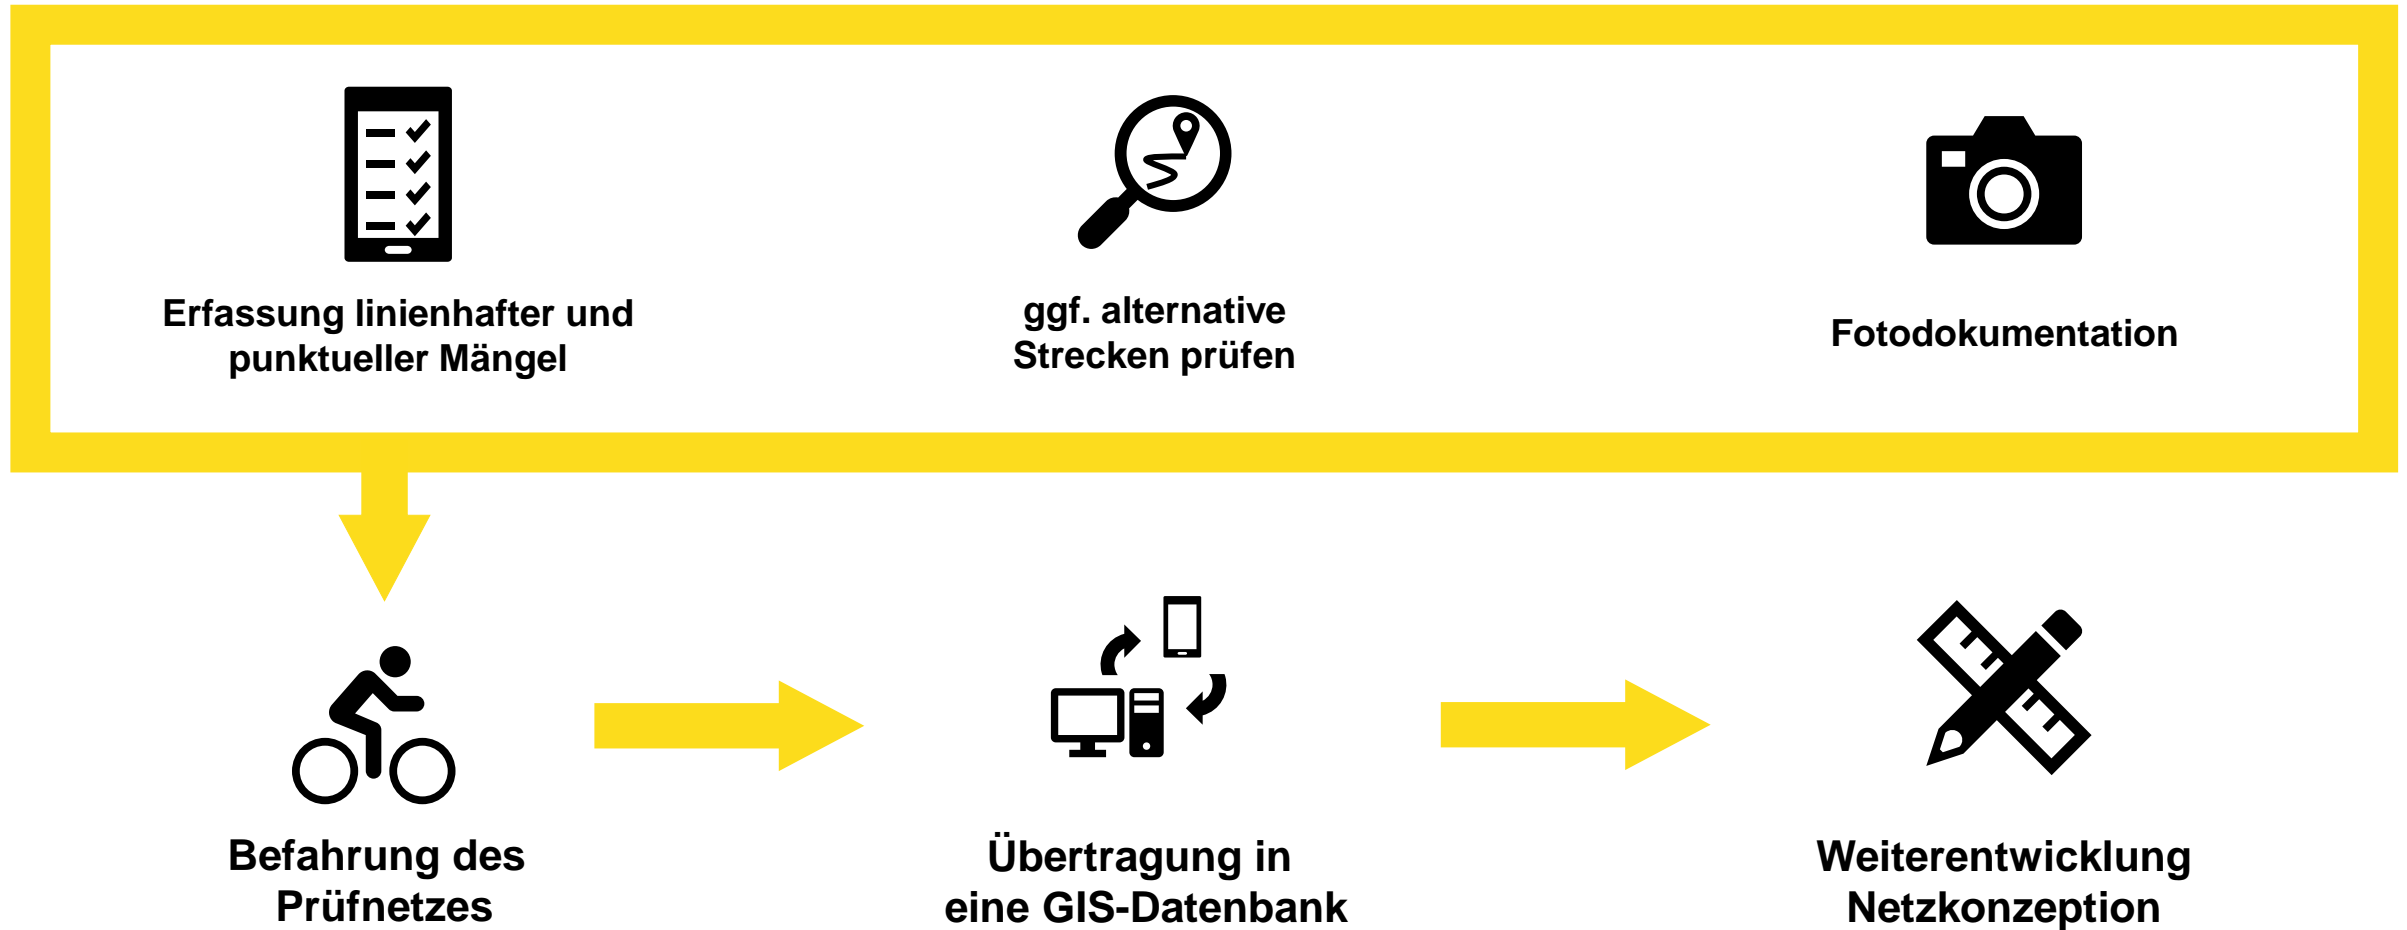 Erfassung linienhafter und
punktueller Mängel
ggf. alternative
Strecken prüfen
Fotodokumentation
Befahrung des
Prüfnetzes
Übertragung in
eine GIS-Datenbank
Weiterentwicklung
Netzkonzeption